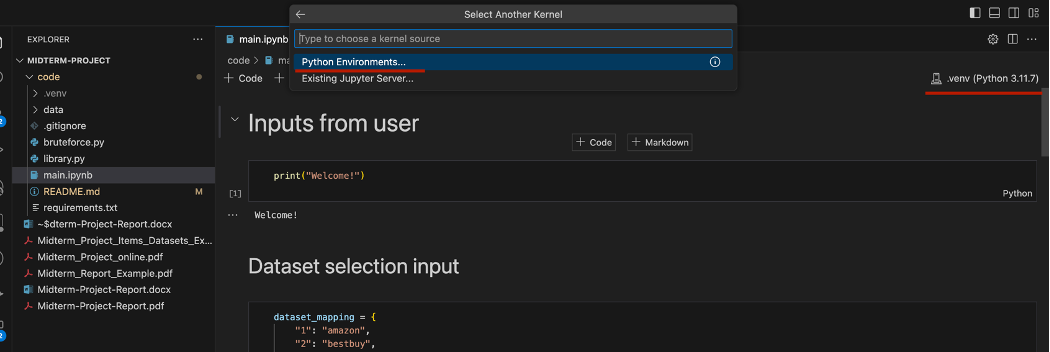 Select Another Kernel
Type to choose a kernel source
Python Environments...
Existing Jupyter Server...
EXPLORER
MIDTERM-PROJECT
code
.venv
data
.gitignore
bruteforce.py
library.py
main.ipynb
README.md M
requirements.txt
~$dterm-Project-Report.docx
Midterm_Project_Items_Datasets_Ex...
Midterm_Project_online.pdf
Midterm_Report_Example.pdf
Midterm-Project-Report.docx
Midterm-Project-Report.pdf
main.ipynb
code > ma
+ Code +
.venv (Python 3.11.7)
Inputs from user
+ Code + Markdown
print("Welcome!")
[1]
Python
... Welcome!
Dataset selection input
dataset_mapping = {
"1": "amazon",
"2": "bestbuy",
2
2